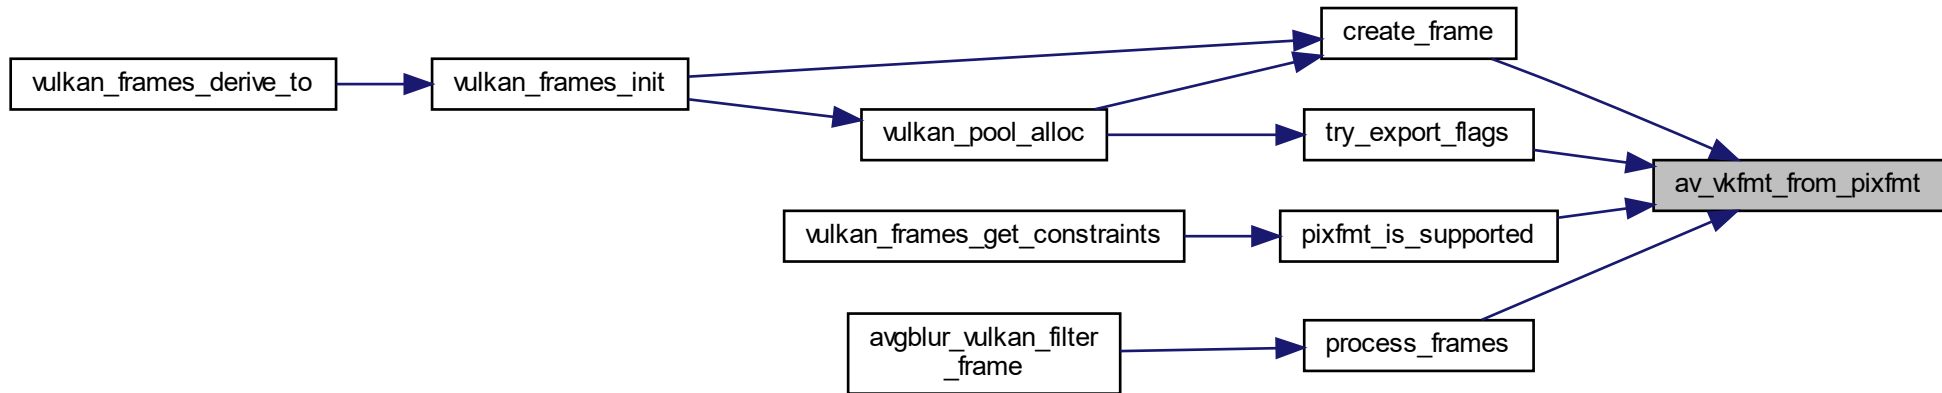 create_frame
vulkan_frames_derive_to
vulkan_frames_init
vulkan_pool_alloc
try_export_flags
av_vkfmt_from_pixfmt
vulkan_frames_get_constraints
pixfmt_is_supported
avgblur_vulkan_filter
_frame
process_frames